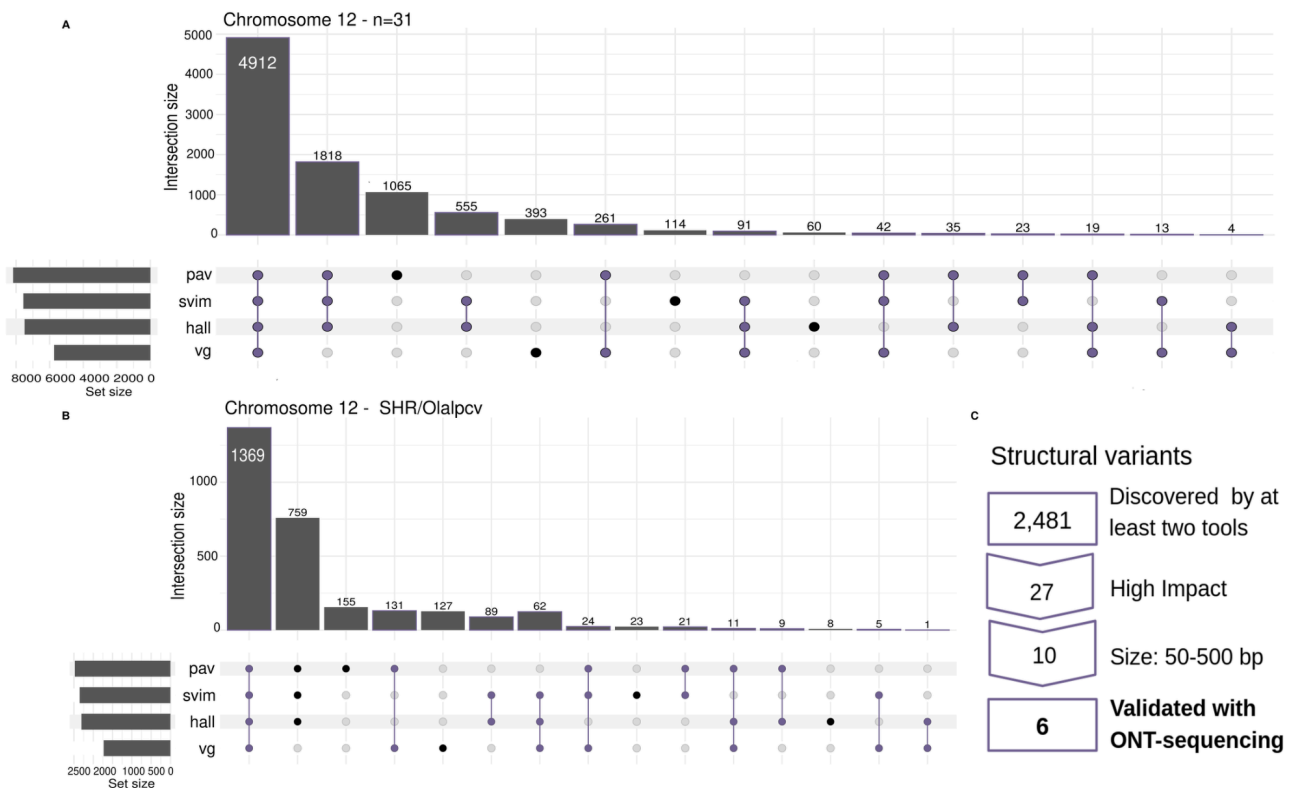 A
Chromosome 12 - n=31
Intersection size
5000
4000
3000
2000
1000
0
4912
1818
1065
555
393
261
114
91
60
42
35
23
19
13
4
pav
svim
hall
vg
8000 6000 4000 2000 0
Set size
B
Chromosome 12 - SHR/Olalpcv
Intersection size
1000
500
0
1369
759
155
131
127
89
62
24
23
21
11
9
8
5
1
pav
svim
hall
vg
2500 2000 1000 500 0
Set size
C
Structural variants
2,481
Discovered by at
least two tools
27
High Impact
10
Size: 50-500 bp
6
Validated with
ONT-sequencing